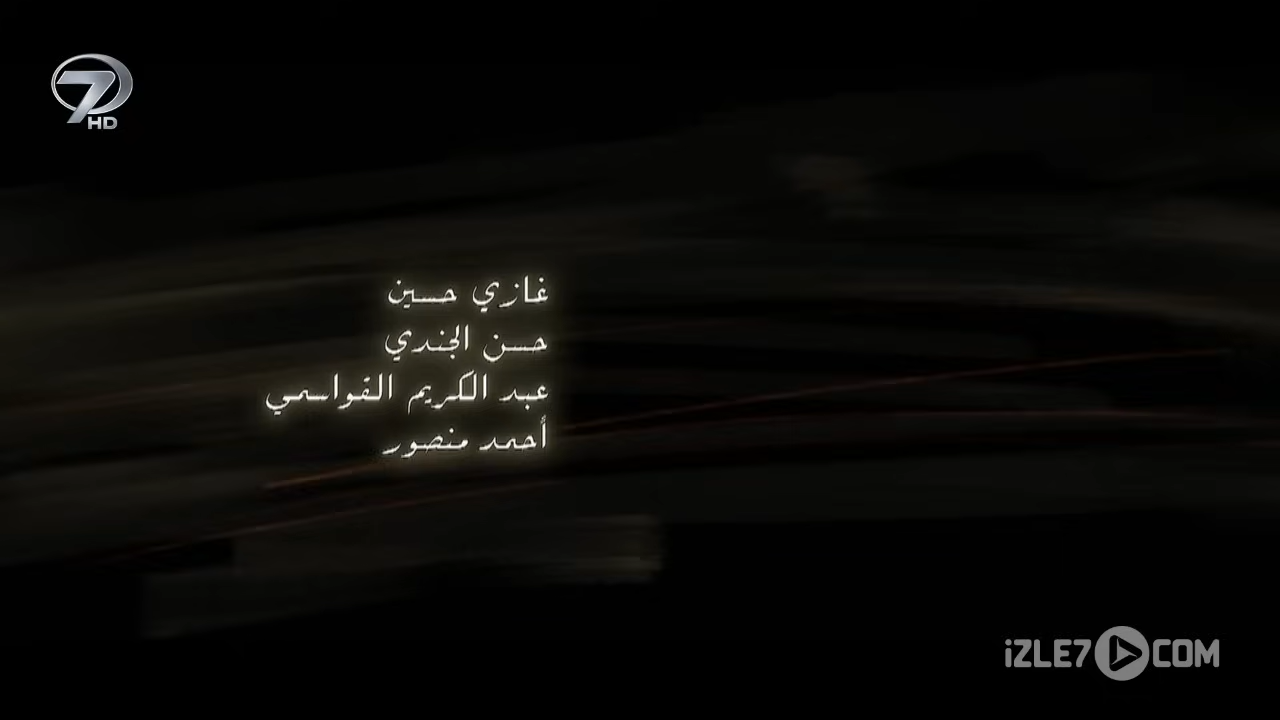 7 HD
غازي حسين
حسن الجندي
عبد الكريم القواسمي
أحمد منصور
iZLE7 COM